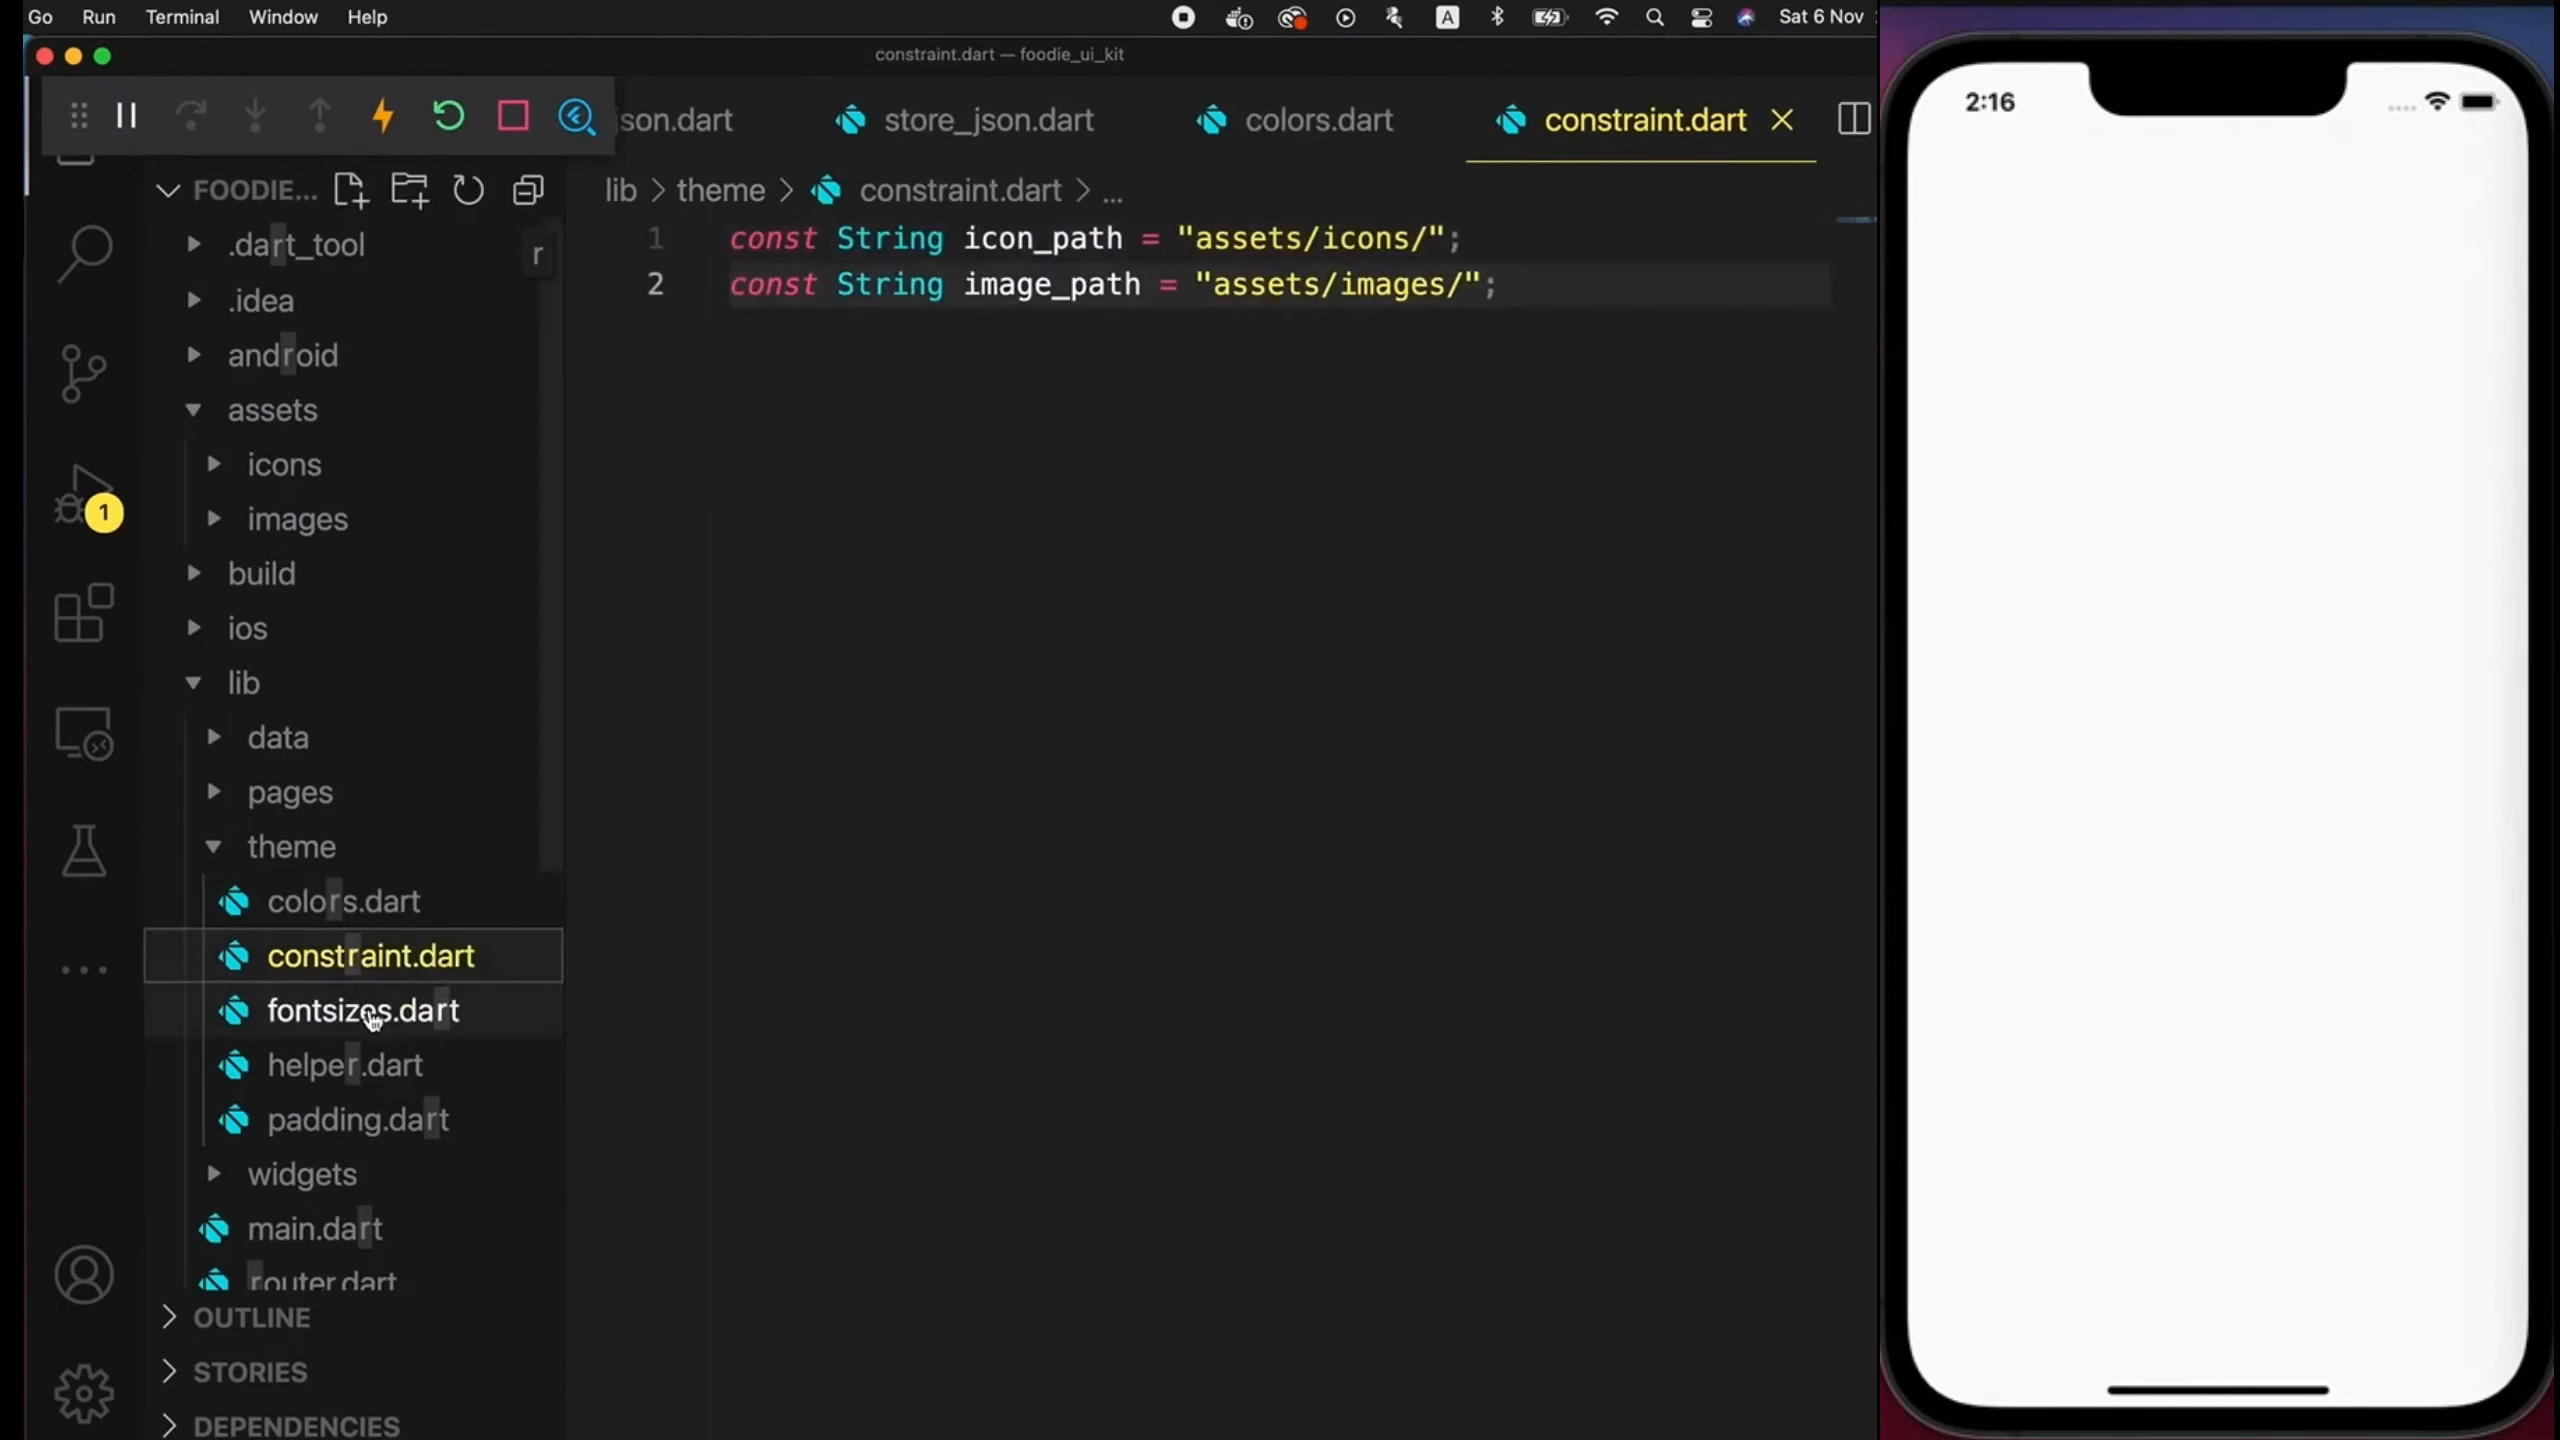 Go Run Terminal Window Help
A Sat 6 Nov
constraint.dart — foodie_ui_kit
json.dart store_json.dart colors.dart constraint.dart
FOODIE...
lib > theme > constraint.dart > ...
1 const String icon_path = "assets/icons/";
2 const String image_path = "assets/images/";
r
.dart_tool
.idea
android
assets
icons
images
build
ios
lib
data
pages
theme
colors.dart
constraint.dart
fontsizes.dart
helper.dart
padding.dart
widgets
main.dart
router.dart
OUTLINE
STORIES
DEPENDENCIES
1
2:16